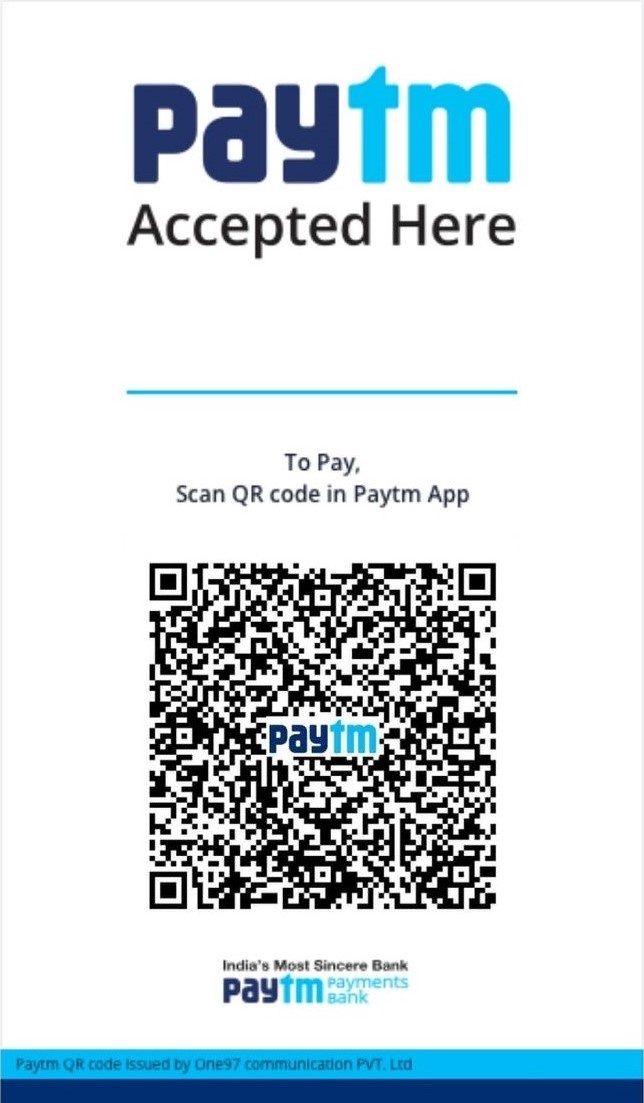 paytm
Accepted Here
To Pay,
Scan QR code in Paytm App
paytm
India's Most Sincere Bank
paytm Payments Bank
Paytm QR code issued by One97 communication PVT. Ltd